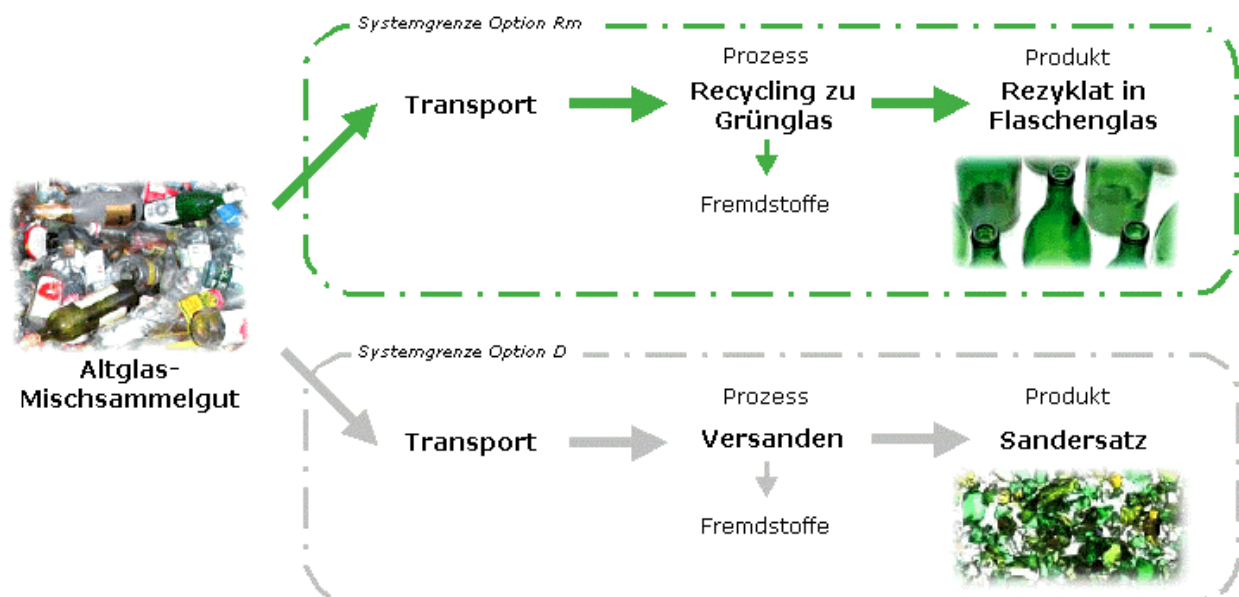 Systemgrenze Option Rm
Prozess
Produkt
Transport
Recycling zu
Grünglas
Rezyklat in
Flaschenglas
Fremdstoffe
Altglas-
Mischsammelgut
Systemgrenze Option D
Prozess
Produkt
Transport
Versanden
Sandersatz
Fremdstoffe